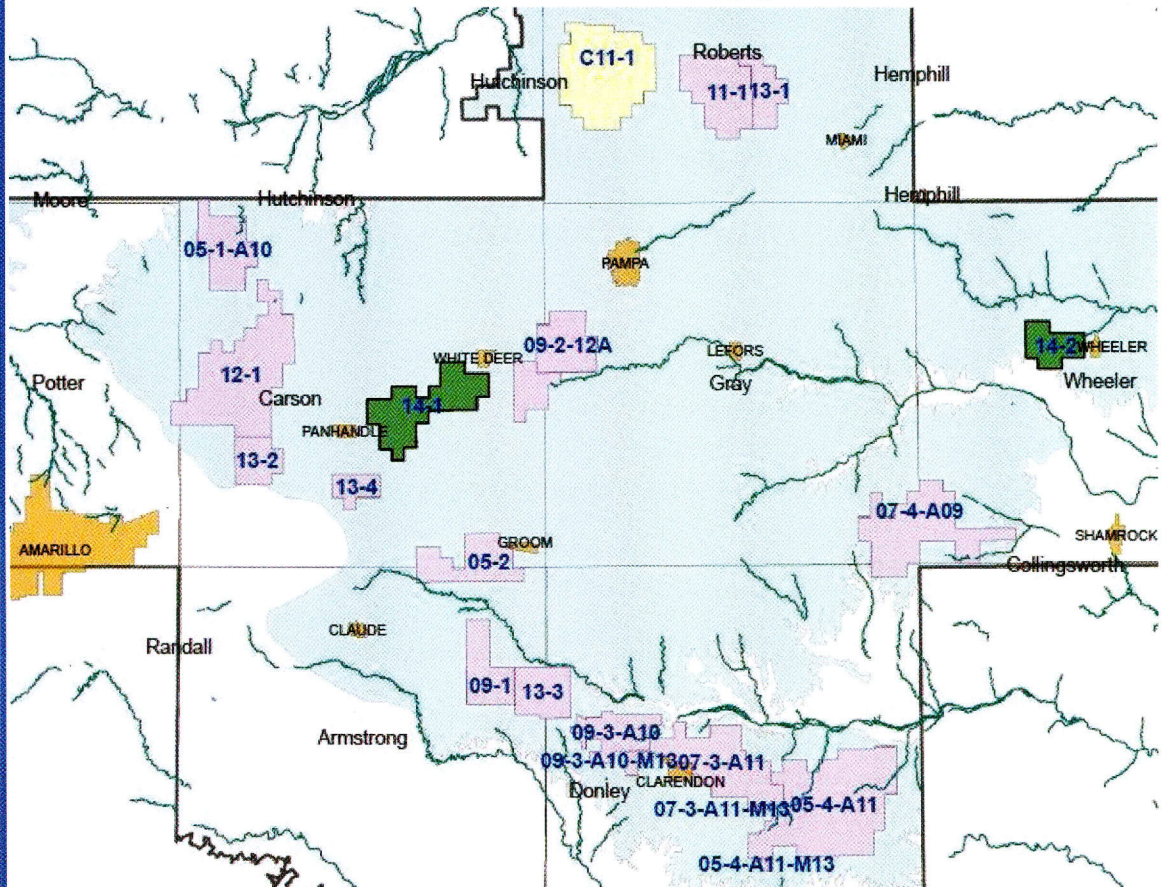 C11-1
Roberts
Hutchinson
Hemphill
11-1
13-1
MIAMI
Moore
Hutchinson
Hemphill
05-1-A10
PAMPA
09-2-12A
LEFORS
14-2
WHEELER
WHITE DEER
Potter
12-1
Gray
Wheeler
Carson
14-1
PANHANDLE
13-2
13-4
07-4-A09
AMARILLO
GROOM
SHAMROCK
05-2
Collingsworth
CLAUDE
Randall
09-1
13-3
Armstrong
09-3-A10
09-3-A10-M13
07-3-A11
CLARENDON
Donley
07-3-A11-M13
05-4-A11
05-4-A11-M13